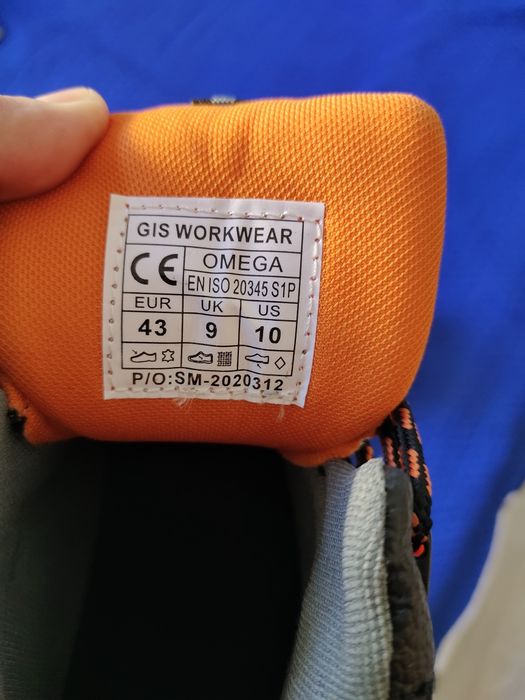 GIS WORKWEAR
CE OMEGA
EN ISO 20345 S1P
EUR UK US
43 9 10
P/O:SM-2020312